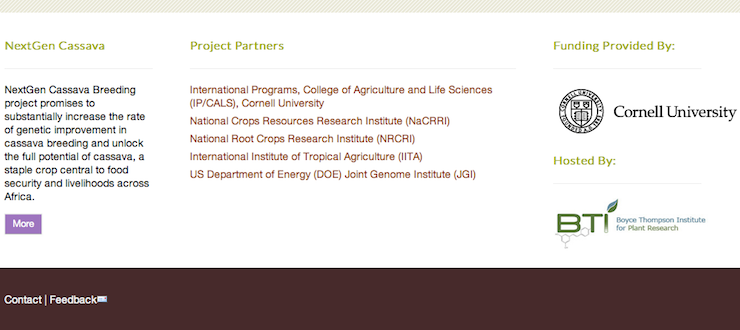 NextGen Cassava
NextGen Cassava Breeding
project promises to
substantially increase the rate
of genetic improvement in
cassava breeding and unlock
the full potential of cassava, a
staple crop central to food
security and livelihoods across
Africa.
More
Project Partners
International Programs, College of Agriculture and Life Sciences
(IP/CALS), Cornell University
National Crops Resources Research Institute (NaCRRI)
National Root Crops Research Institute (NRCRI)
International Institute of Tropical Agriculture (IITA)
US Department of Energy (DOE) Joint Genome Institute (JGI)
Funding Provided By:
Cornell University
Hosted By:
BTI Boyce Thompson Institute
for Plant Research
Contact | Feedback